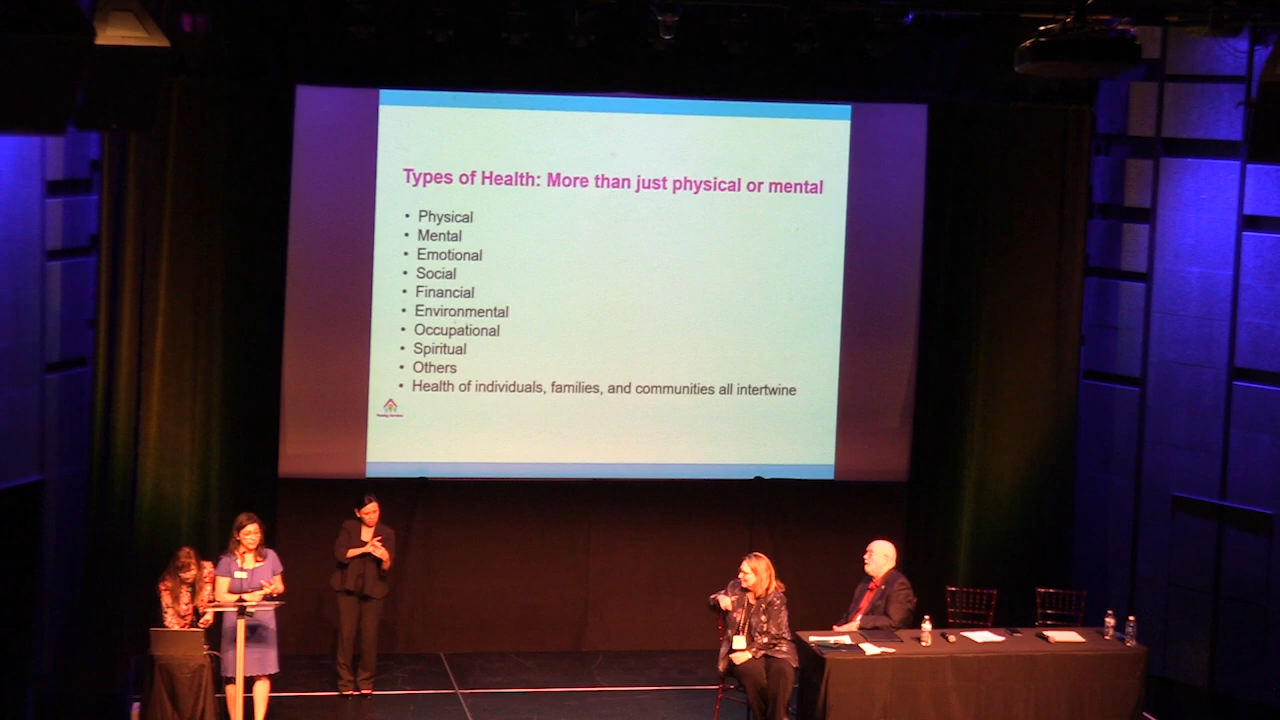 Types of Health: More than just physical or mental
• Physical
• Mental
• Emotional
• Social
• Financial
• Environmental
• Occupational
• Spiritual
• Others
• Health of individuals, families, and communities all intertwine